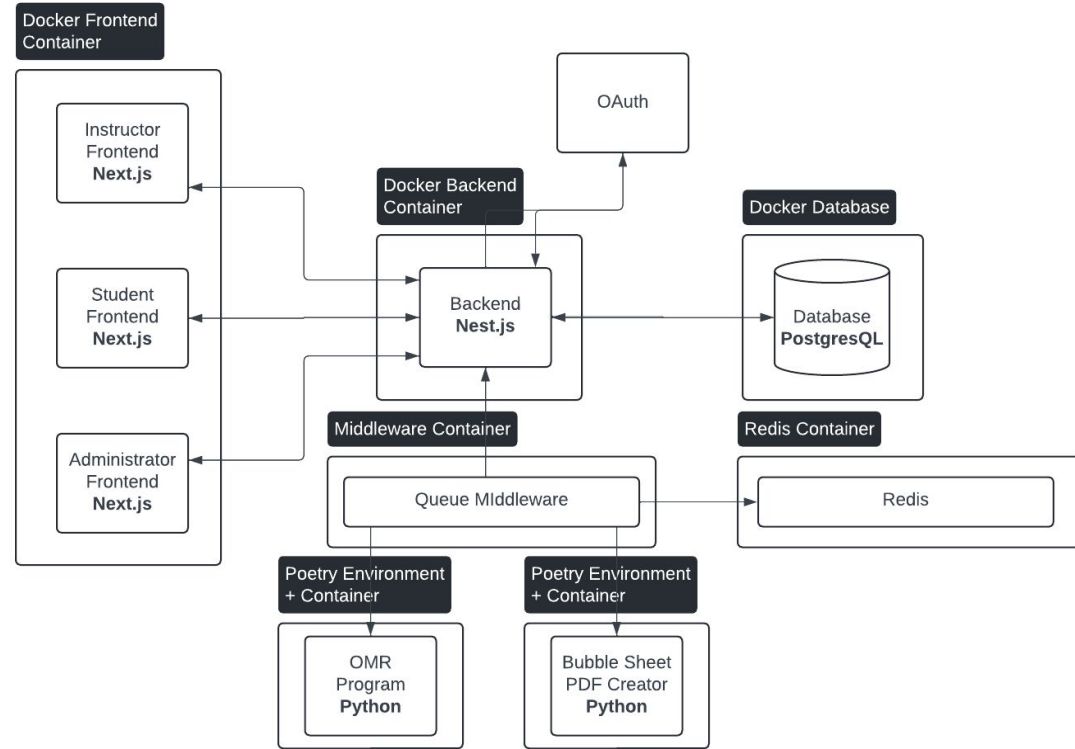 Docker Frontend
Container
Instructor
Frontend
Next.js
Student
Frontend
Next.js
Administrator
Frontend
Next.js
OAuth
Docker Backend
Container
Backend
Nest.js
Docker Database
Database
PostgresQL
Middleware Container
Queue MIddleware
Redis Container
Redis
Poetry Environment
+ Container
OMR
Program
Python
Poetry Environment
+ Container
Bubble Sheet
PDF Creator
Python